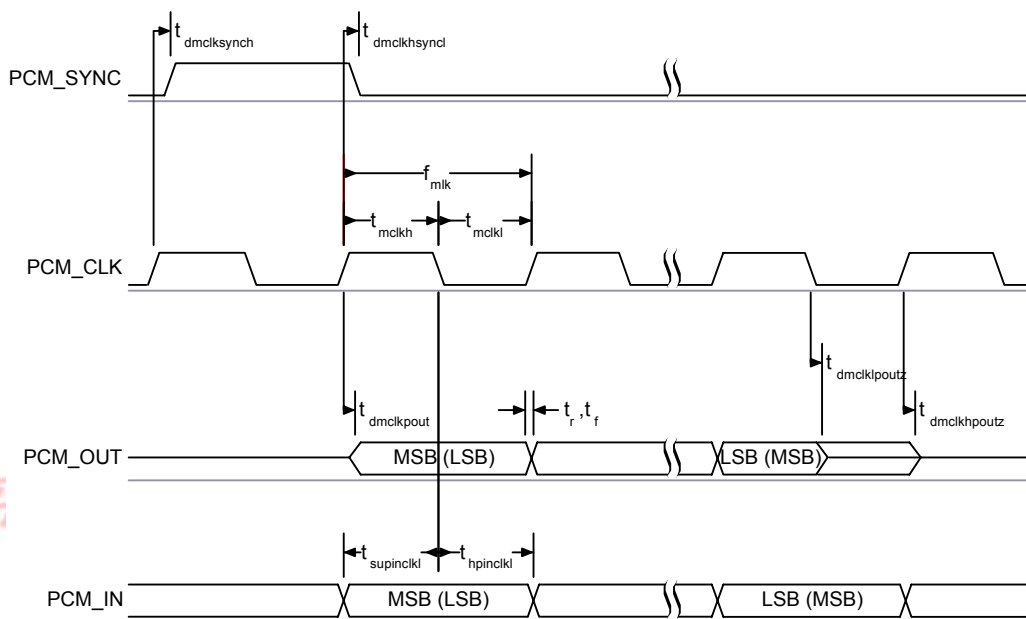 t dmclksynch
t dmclkhsyncl
PCM_SYNC
f mlk
t mclkh
t mclkl
PCM_CLK
t dmclklpoutz
t dmclkpout
t r ,t f
t dmclkhpoutz
PCM_OUT
MSB (LSB)
LSB (MSB)
t supinclkl
t hpinclkl
PCM_IN
MSB (LSB)
LSB (MSB)